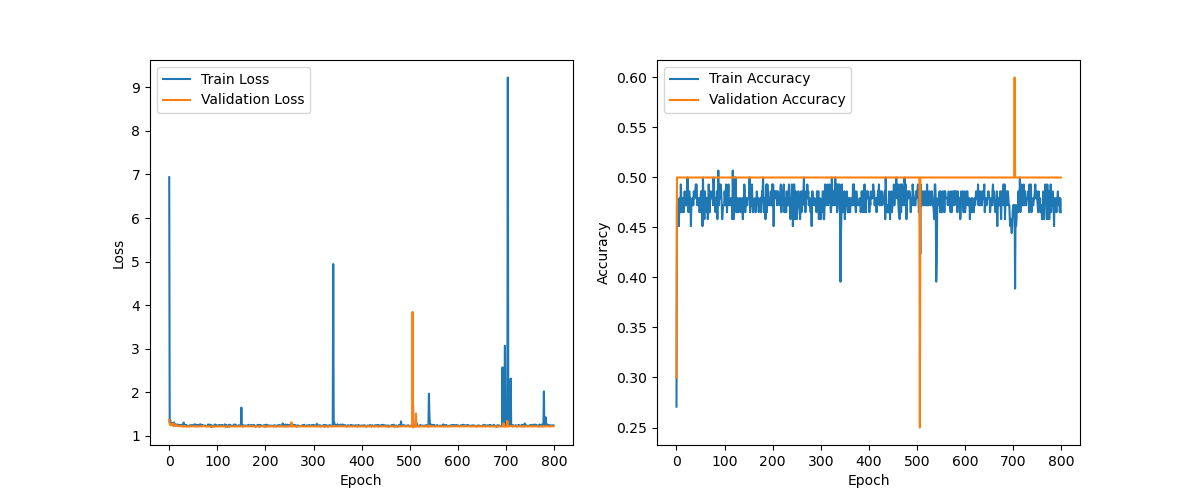 Train Loss
Validation Loss
9
8
7
6
5
4
3
2
1
Loss
0 100 200 300 400 500 600 700 800
Epoch
Train Accuracy
Validation Accuracy
0.60
0.55
0.50
0.45
0.40
0.35
0.30
0.25
Accuracy
0 100 200 300 400 500 600 700 800
Epoch